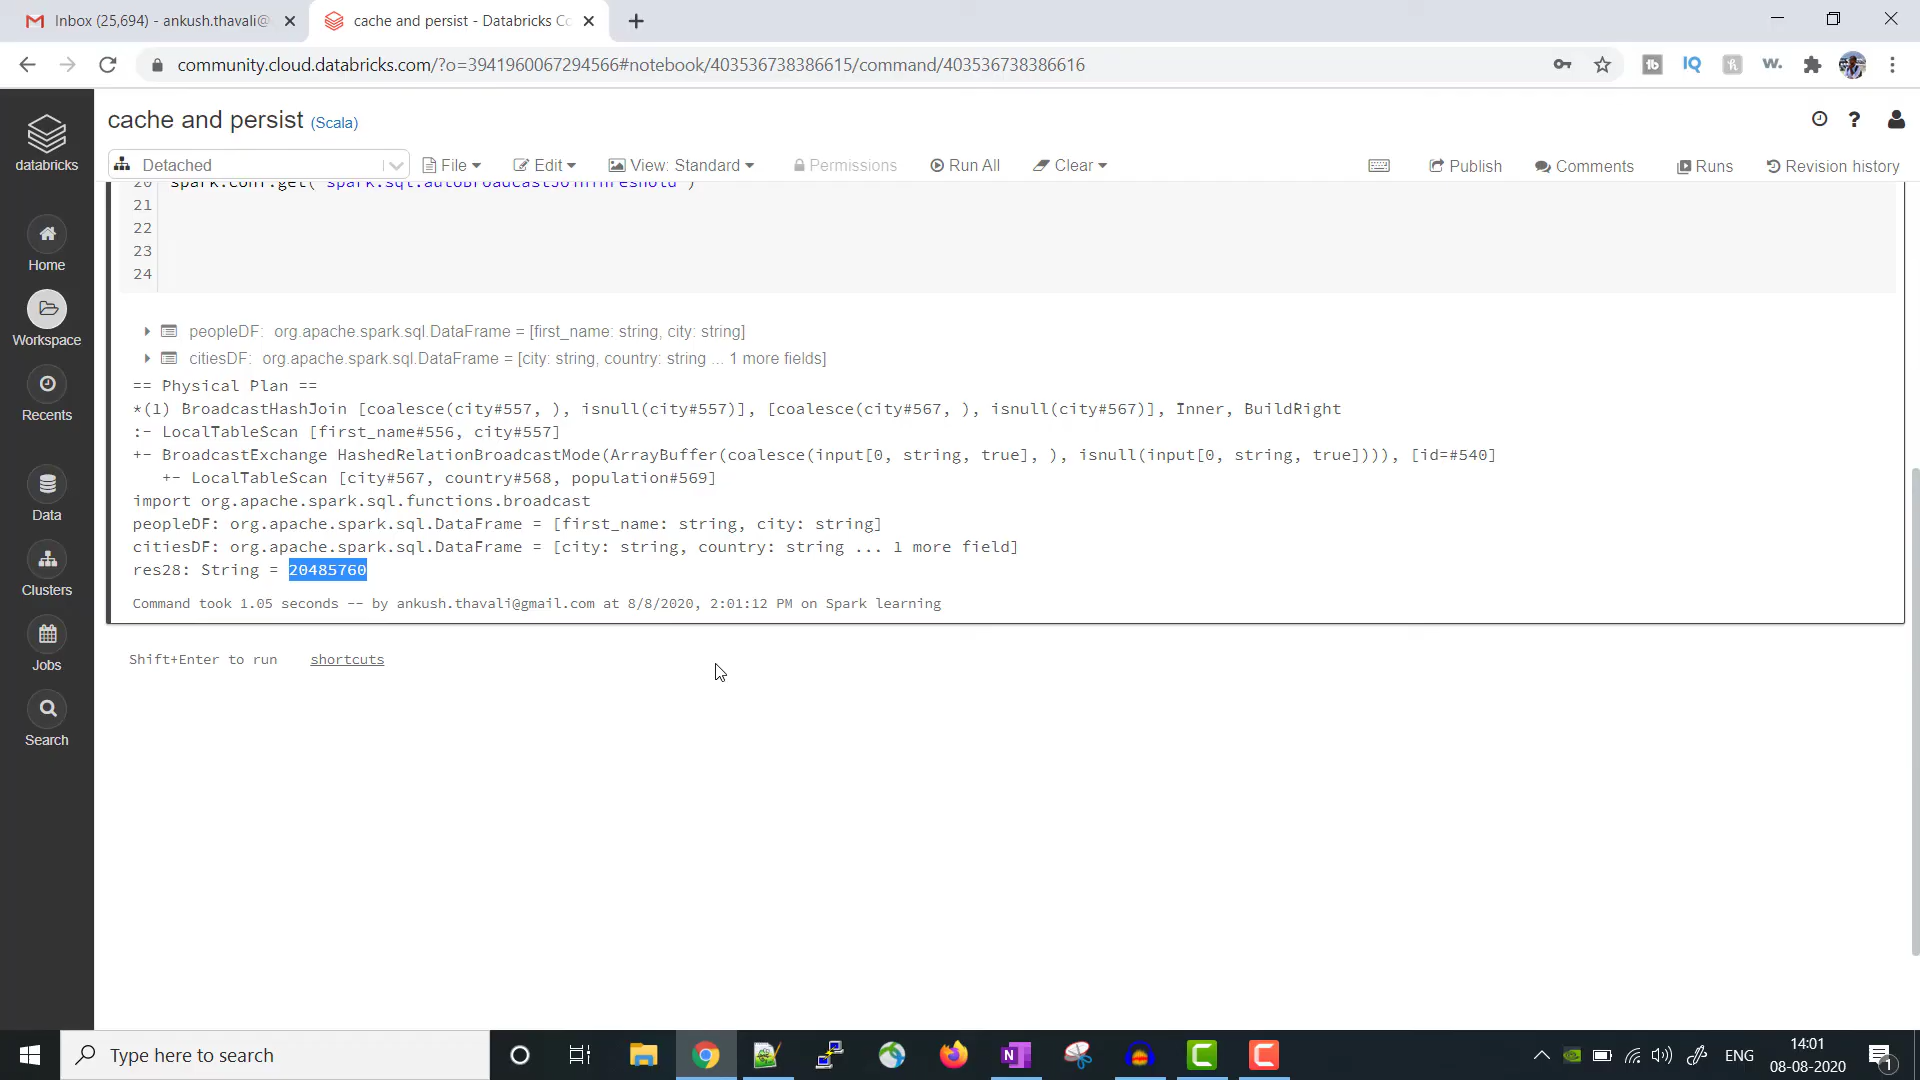 Inbox (25,694) - ankush.thavali@
cache and persist - Databricks Co
community.cloud.databricks.com/?o=3941960067294566#notebook/403536738386615/command/403536738386616
databricks
Home
Workspace
Recents
Data
Clusters
Jobs
Search
cache and persist (Scala)
Detached File Edit View: Standard Permissions Run All Clear Publish Comments Runs Revision history
20 spark.conf.get("spark.sql.autoBroadcastJoinThreshold")
21
22
23
24
peopleDF: org.apache.spark.sql.DataFrame = [first_name: string, city: string]
citiesDF: org.apache.spark.sql.DataFrame = [city: string, country: string ... 1 more fields]
== Physical Plan ==
*(1) BroadcastHashJoin [coalesce(city#557, ), isnull(city#557)], [coalesce(city#567, ), isnull(city#567)], Inner, BuildRight
:- LocalTableScan [first_name#556, city#557]
+- BroadcastExchange HashedRelationBroadcastMode(ArrayBuffer(coalesce(input[0, string, true], ), isnull(input[0, string, true]))), [id=#540]
+- LocalTableScan [city#567, country#568, population#569]
import org.apache.spark.sql.functions.broadcast
peopleDF: org.apache.spark.sql.DataFrame = [first_name: string, city: string]
citiesDF: org.apache.spark.sql.DataFrame = [city: string, country: string ... 1 more field]
res28: String = 20485760
Command took 1.05 seconds -- by ankush.thavali@gmail.com at 8/8/2020, 2:01:12 PM on Spark learning
Shift+Enter to run shortcuts
Type here to search
ENG
14:01
08-08-2020
1